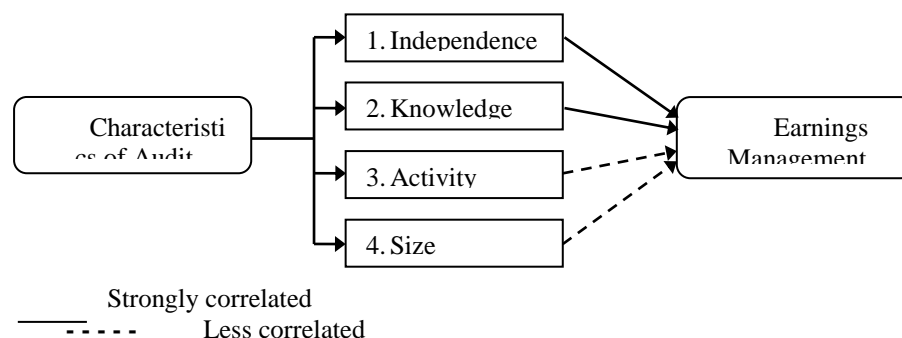 1. Independence
2. Knowledge
3. Activity
4. Size
Characteristi
cs of Audit
Earnings
Management
Strongly correlated
Less correlated